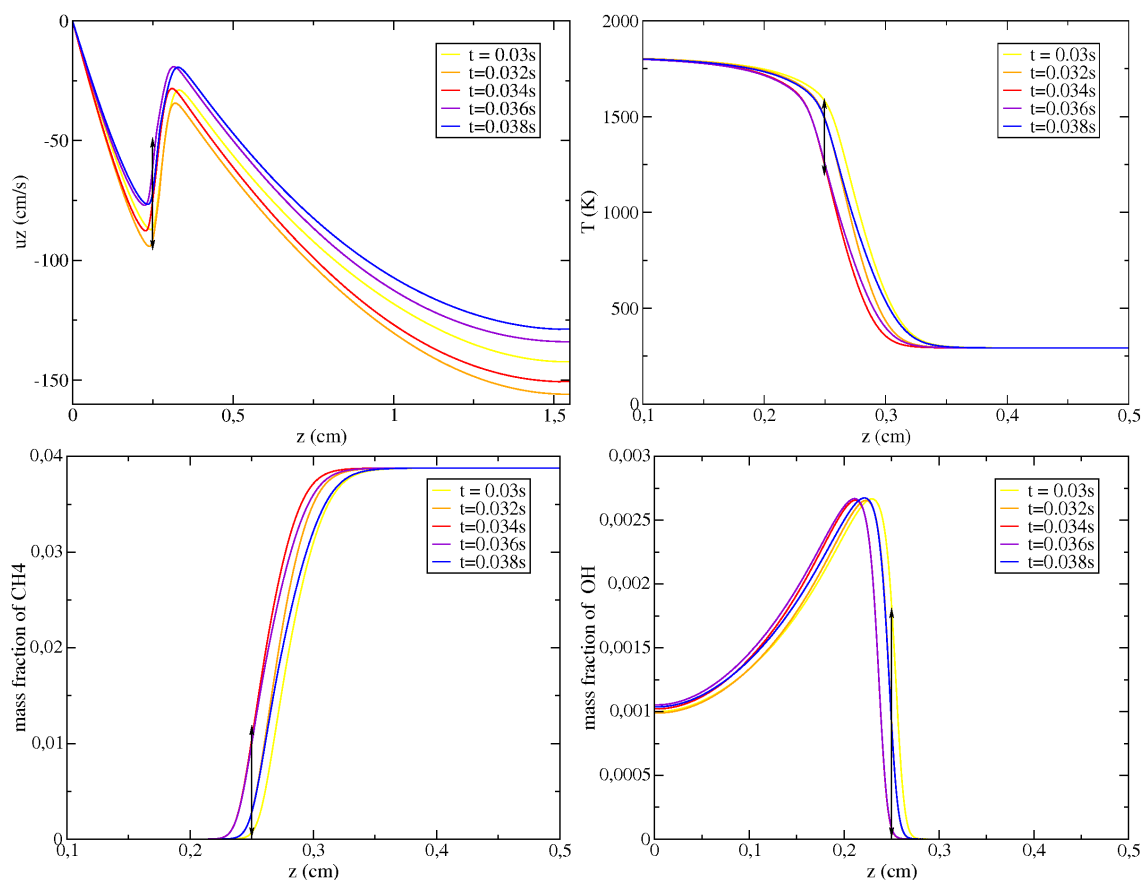 0
-50
-100
-150
uz (cm/s)
0
0,5
1
1,5
z (cm)
t = 0.03s
t=0.032s
t=0.034s
t=0.036s
t=0.038s
2000
1500
1000
500
0
T (K)
0,1
0,2
0,3
0,4
0,5
z (cm)
t = 0.03s
t=0.032s
t=0.034s
t=0.036s
t=0.038s
0,04
0,03
0,02
0,01
0
mass fraction of CH4
0,1
0,2
0,3
0,4
0,5
z (cm)
t = 0.03s
t=0.032s
t=0.034s
t=0.036s
t=0.038s
0,003
0,0025
0,002
0,0015
0,001
0,0005
0
mass fraction of OH
0
0,1
0,2
0,3
0,4
0,5
z (cm)
t = 0.03s
t=0.032s
t=0.034s
t=0.036s
t=0.038s